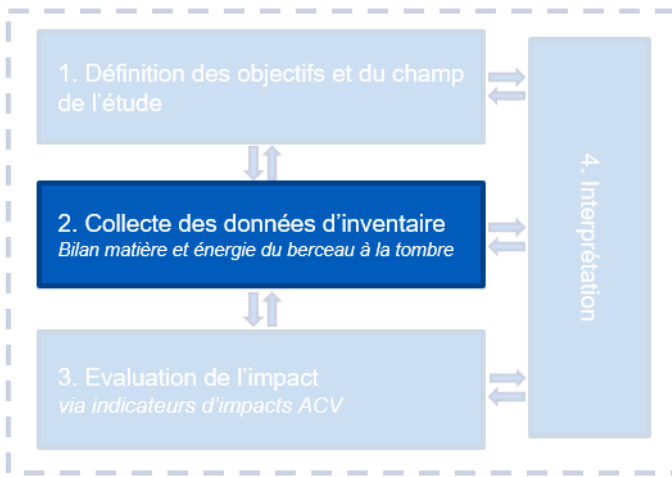 1. Définition des objectifs et du champ
de l'étude
2. Collecte des données d'inventaire
Bilan matière et énergie du berceau à la tombre
3. Evaluation de l'impact
via indicateurs d'impacts ACV
4. Interprétation